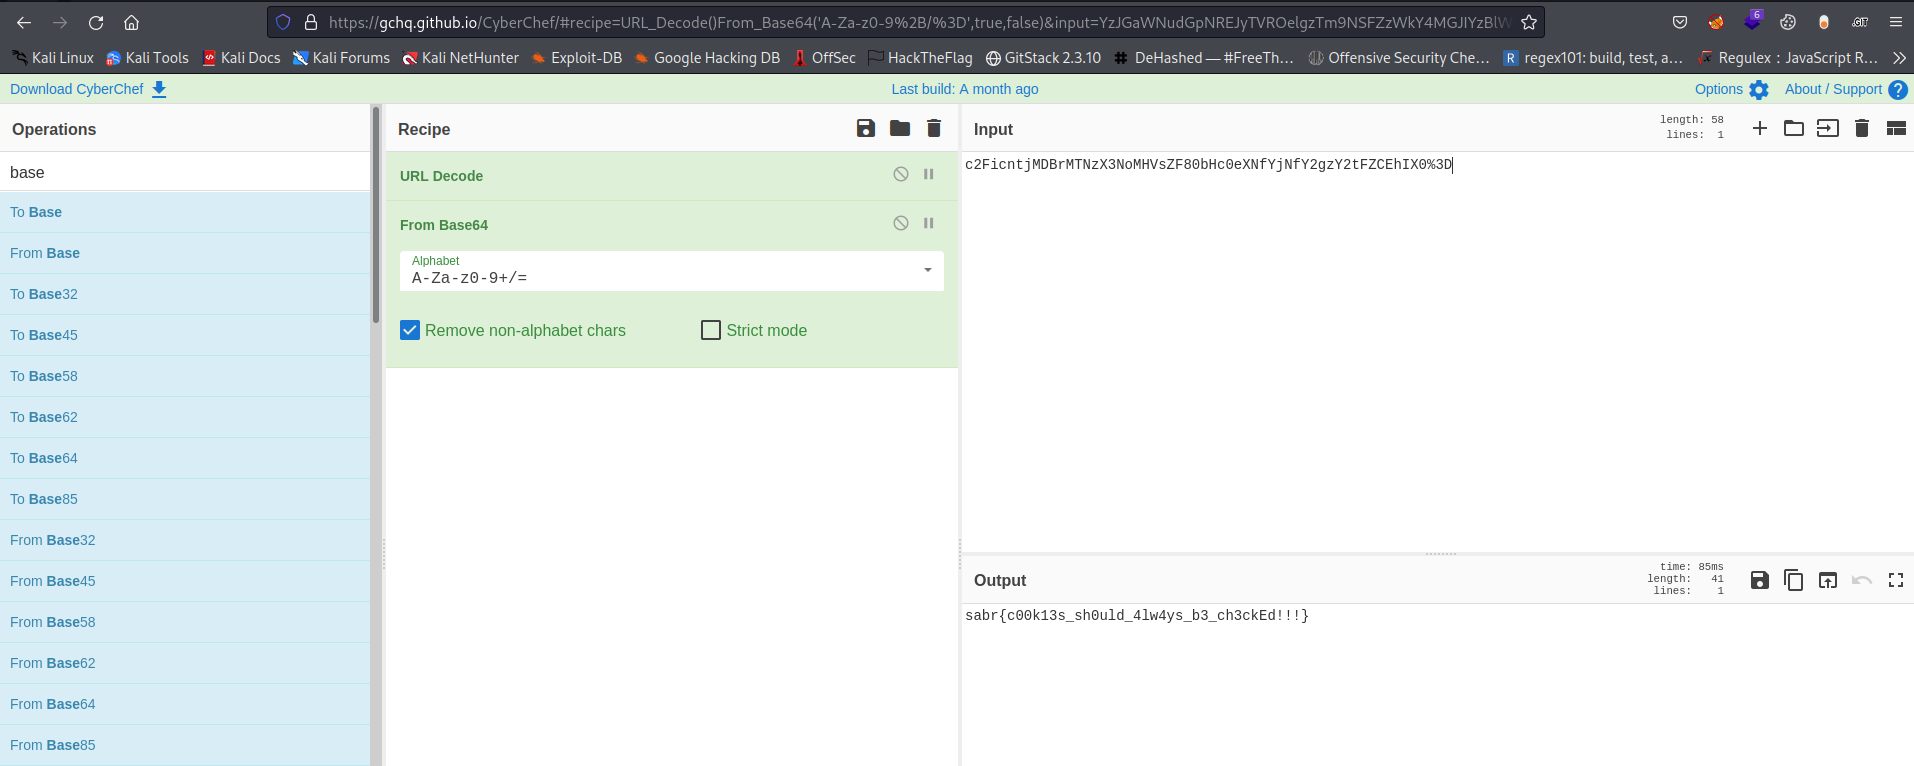 https://gchq.github.io/CyberChef/#recipe=URL_Decode()From_Base64('A-Za-z0-9%2B/%3D',true,false)&input=YzJGaWNudGpNREJyTVROelgzTm9NSFZzWkY4MGJIYzBlW
6
.GIT
Kali Linux Kali Tools Kali Docs Kali Forums Kali NetHunter Exploit-DB Google Hacking DB OffSec HackTheFlag GitStack 2.3.10 DeHashed — #FreeTh… Offensive Security Che… regex101: build, test, a… Regulex : JavaScript R…
Download CyberChef
Last build: A month ago
Options
About / Support
Operations
base
To Base
From Base
To Base32
To Base45
To Base58
To Base62
To Base64
To Base85
From Base32
From Base45
From Base58
From Base62
From Base64
From Base85
Recipe
URL Decode
From Base64
Alphabet
A-Za-z0-9+/=
Remove non-alphabet chars
Strict mode
Input
length: 58
lines: 1
c2FicntjMDBrMTNzX3NoMHVsZF80bHc0eXNfYjNfY2gzY2tFZCEhIX0%3D
Output
time: 85ms
length: 41
lines: 1
sabr{c00k13s_sh0uld_4lw4ys_b3_ch3ckEd!!!}